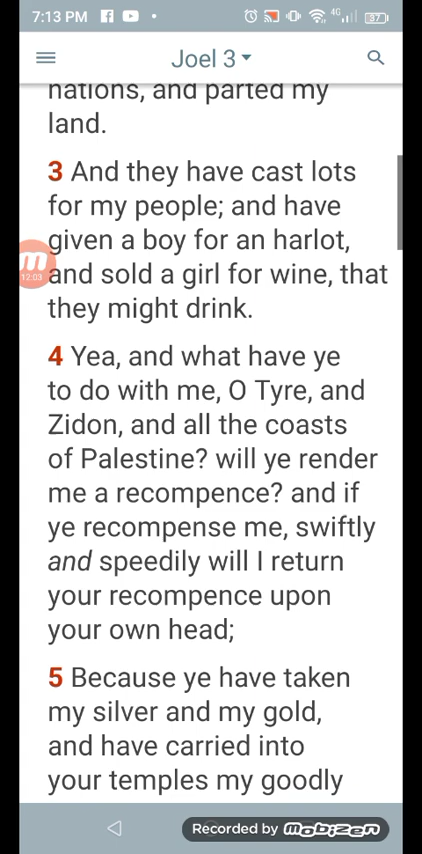 7:13 PM
4G
37
Joel 3
nations, and parted my
land.
3 And they have cast lots
for my people; and have
given a boy for an harlot,
12:03
and sold a girl for wine, that
they might drink.
4 Yea, and what have ye
to do with me, O Tyre, and
Zidon, and all the coasts
of Palestine? will ye render
me a recompence? and if
ye recompense me, swiftly
and speedily will I return
your recompence upon
your own head;
5 Because ye have taken
my silver and my gold,
and have carried into
your temples my goodly
Recorded by mobizen